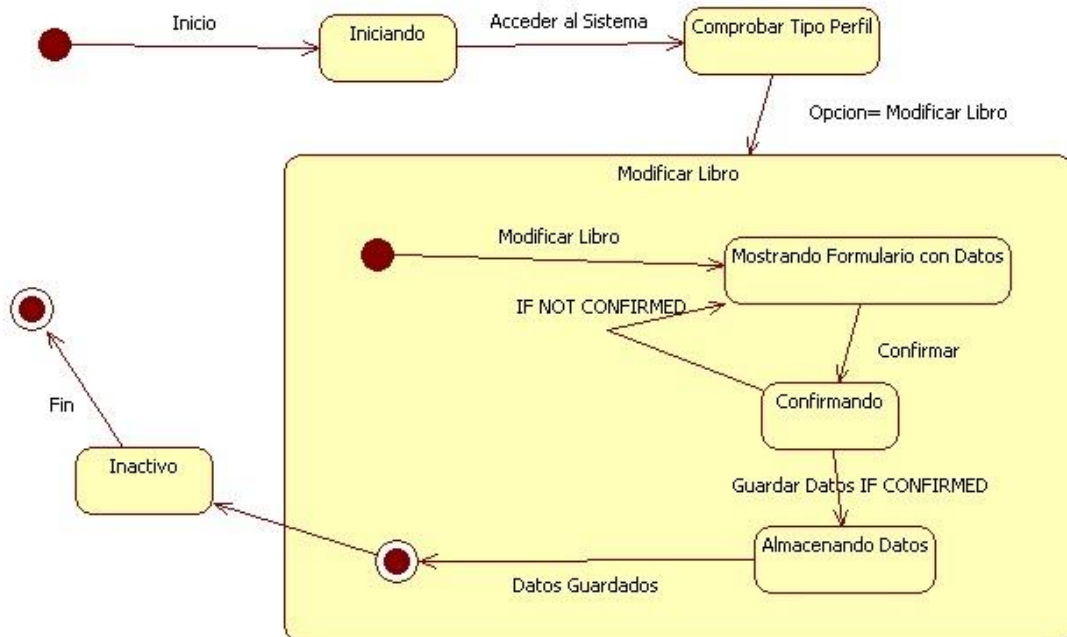 Inicio
Iniciando
Acceder al Sistema
Comprobar Tipo Perfil
Opcion= Modificar Libro
Modificar Libro
Modificar Libro
Mostrando Formulario con Datos
IF NOT CONFIRMED
Confirmar
Confirmando
Guardar Datos IF CONFIRMED
Almacenando Datos
Datos Guardados
Inactivo
Fin